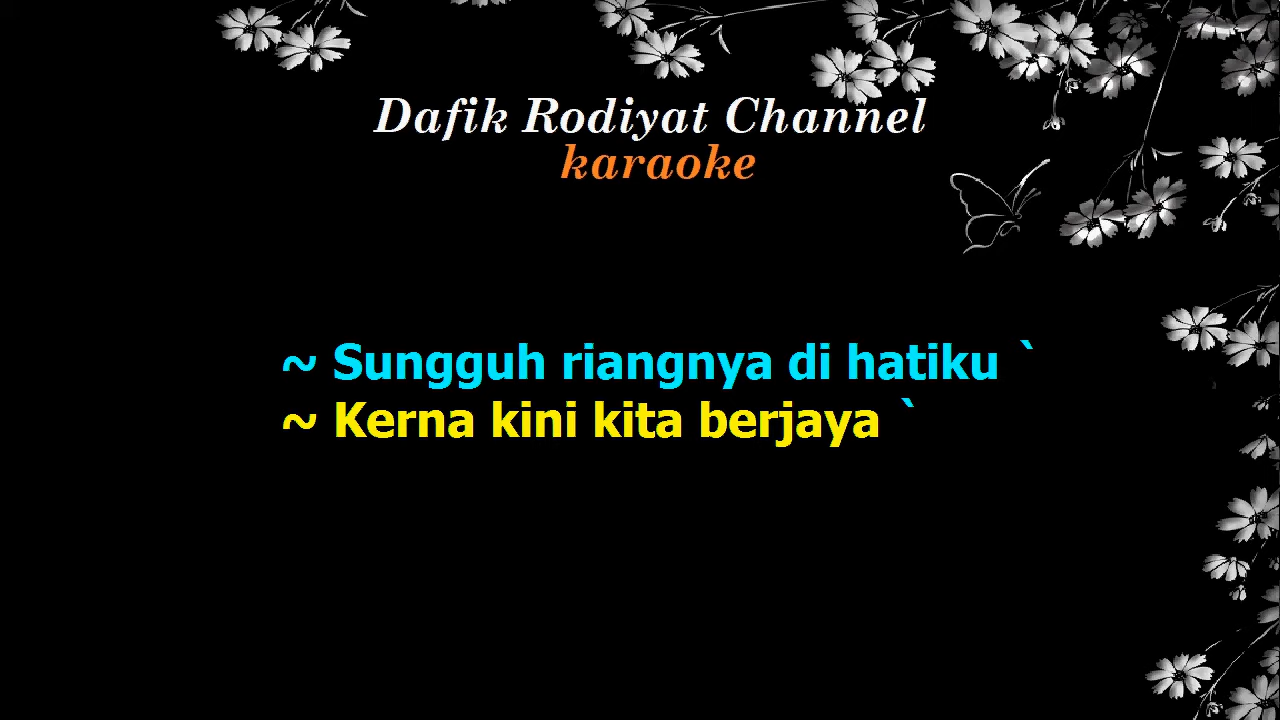 Dafik Rodiyat Channel
karaoke
~ Sungguh riangnya di hatiku `
~ Kerna kini kita berjaya `